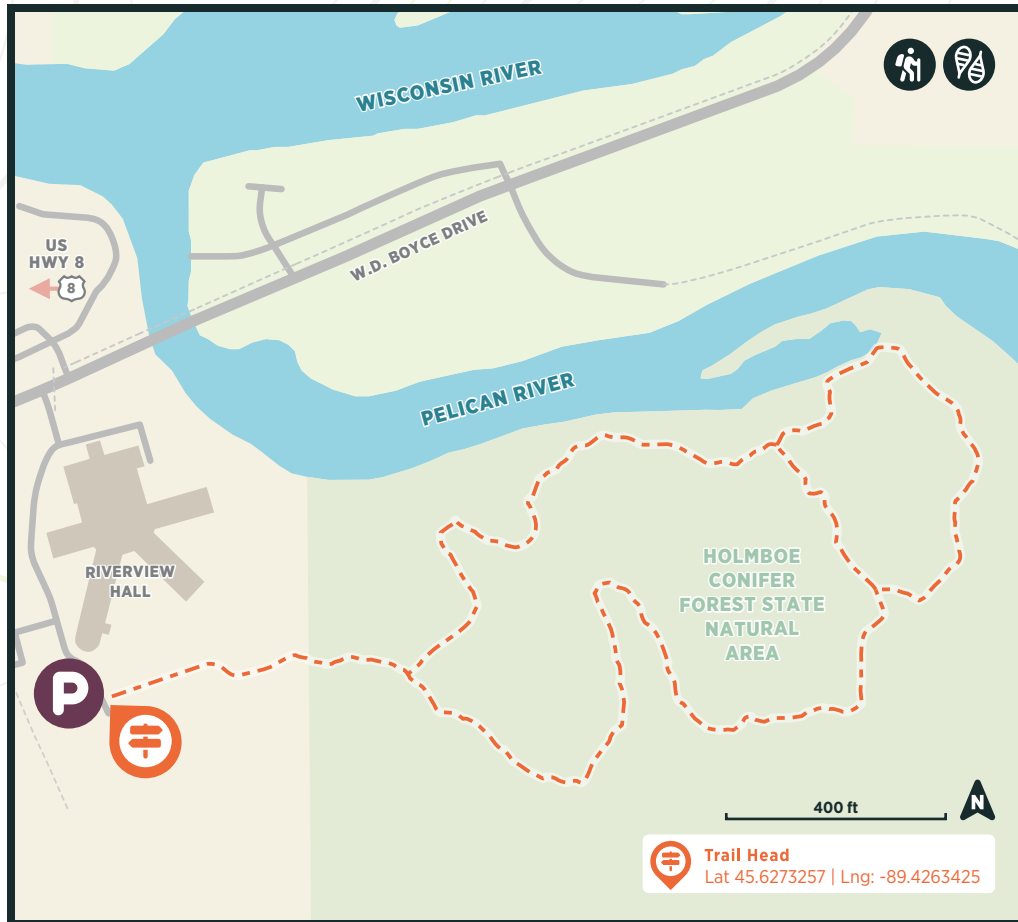 WISCONSIN RIVER
US
HWY 8
8
W.D. BOYCE DRIVE
PELICAN RIVER
RIVERVIEW
HALL
HOLMBOE
CONIFER
FOREST STATE
NATURAL
AREA
P
400 ft
N
Trail Head
Lat 45.6273257 | Lng: -89.4263425